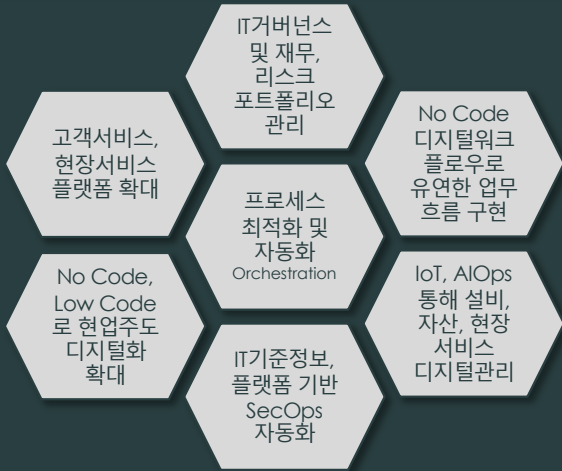 IT거버넌스
및 재무,
리스크
포트폴리오
관리
고객서비스,
현장서비스
플랫폼 확대
No Code
디지털워크
플로우로
유연한 업무
흐름 구현
프로세스
최적화 및
자동화
Orchestration
No Code,
Low Code
로 현업주도
디지털화
확대
IoT, AIOps
통해 설비,
자산, 현장
서비스
디지털관리
IT기준정보,
플랫폼 기반
SecOps
자동화